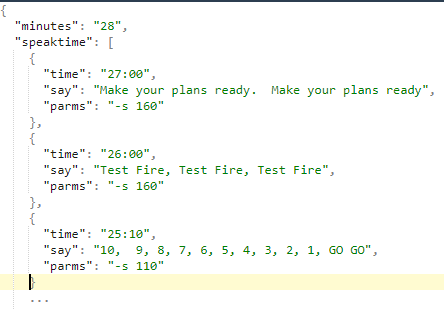 {
  "minutes": "28",
  "speaktime": [
    {
      "time": "27:00",
      "say": "Make your plans ready.  Make your plans ready",
      "parms": "-s 160"
    },
    {
      "time": "26:00",
      "say": "Test Fire, Test Fire, Test Fire",
      "parms": "-s 160"
    },
    {
      "time": "25:10",
      "say": "10,  9, 8, 7, 6, 5, 4, 3, 2, 1, GO GO",
      "parms": "-s 110"
    }
    ...